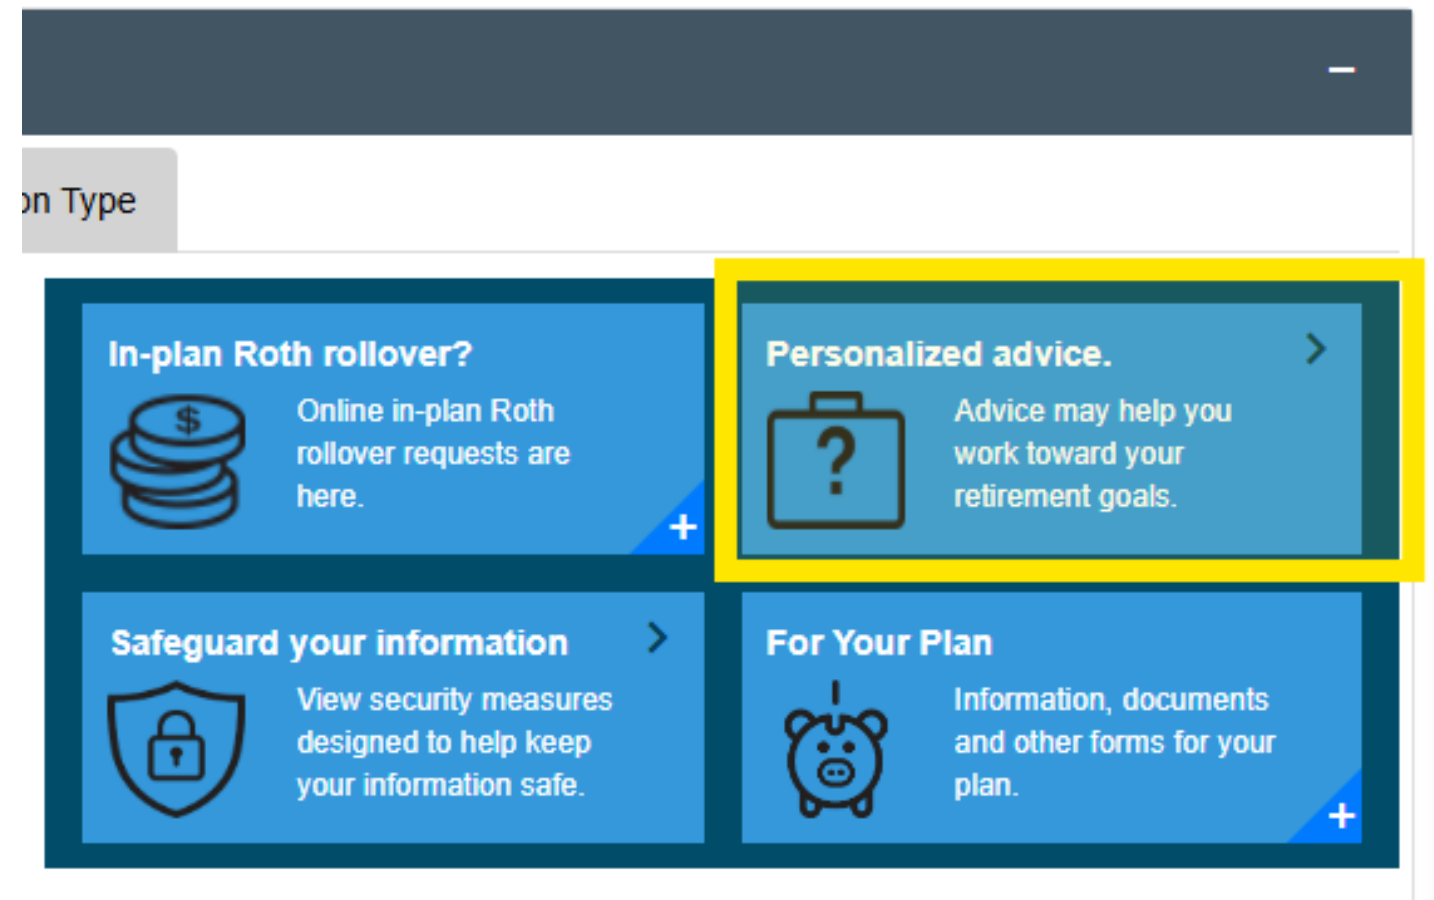 on Type
In-plan Roth rollover?
$
Online in-plan Roth
rollover requests are
here.
+
Personalized advice.
?
Advice may help you
work toward your
retirement goals.
Safeguard your information
View security measures
designed to help keep
your information safe.
For Your Plan
Information, documents
and other forms for your
plan.
+